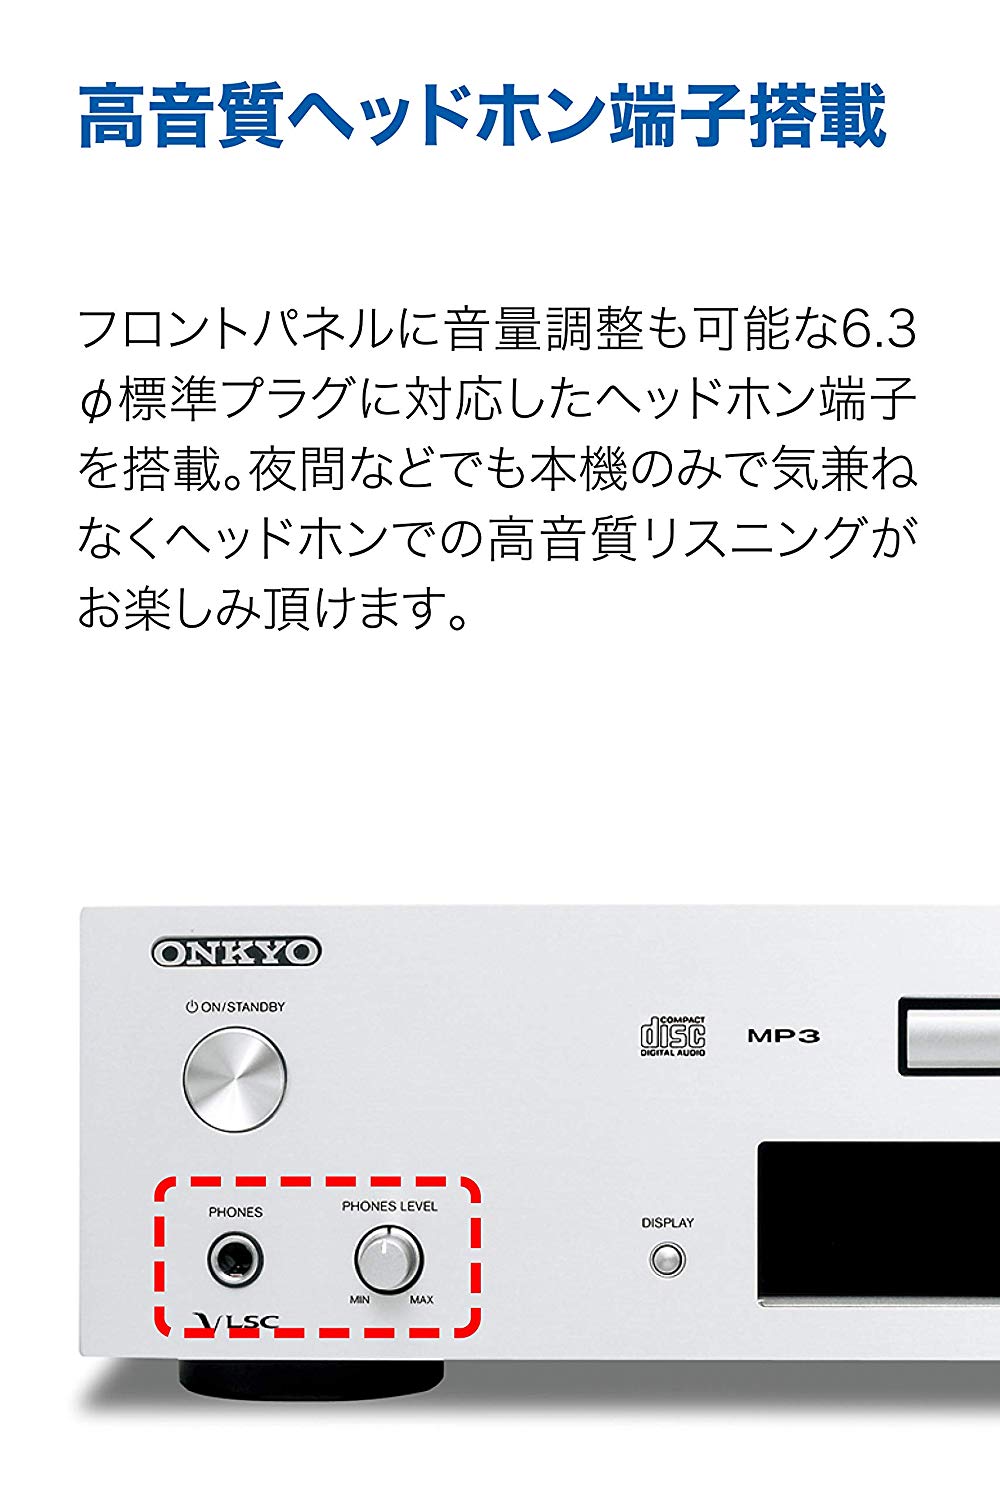 高音質ヘッドホン端子搭載
フロントパネルに音量調整も可能な6.3
φ標準プラグに対応したヘッドホン端子
を搭載。夜間などでも本機のみで気兼ね
なくヘッドホンでの高音質リスニングが
お楽しみ頂けます。
ONKYO
ON/STANDBY
COMPACT
disc
DIGITAL AUDIO
MP3
PHONES
PHONES LEVEL
MIN MAX
DISPLAY
VLSC